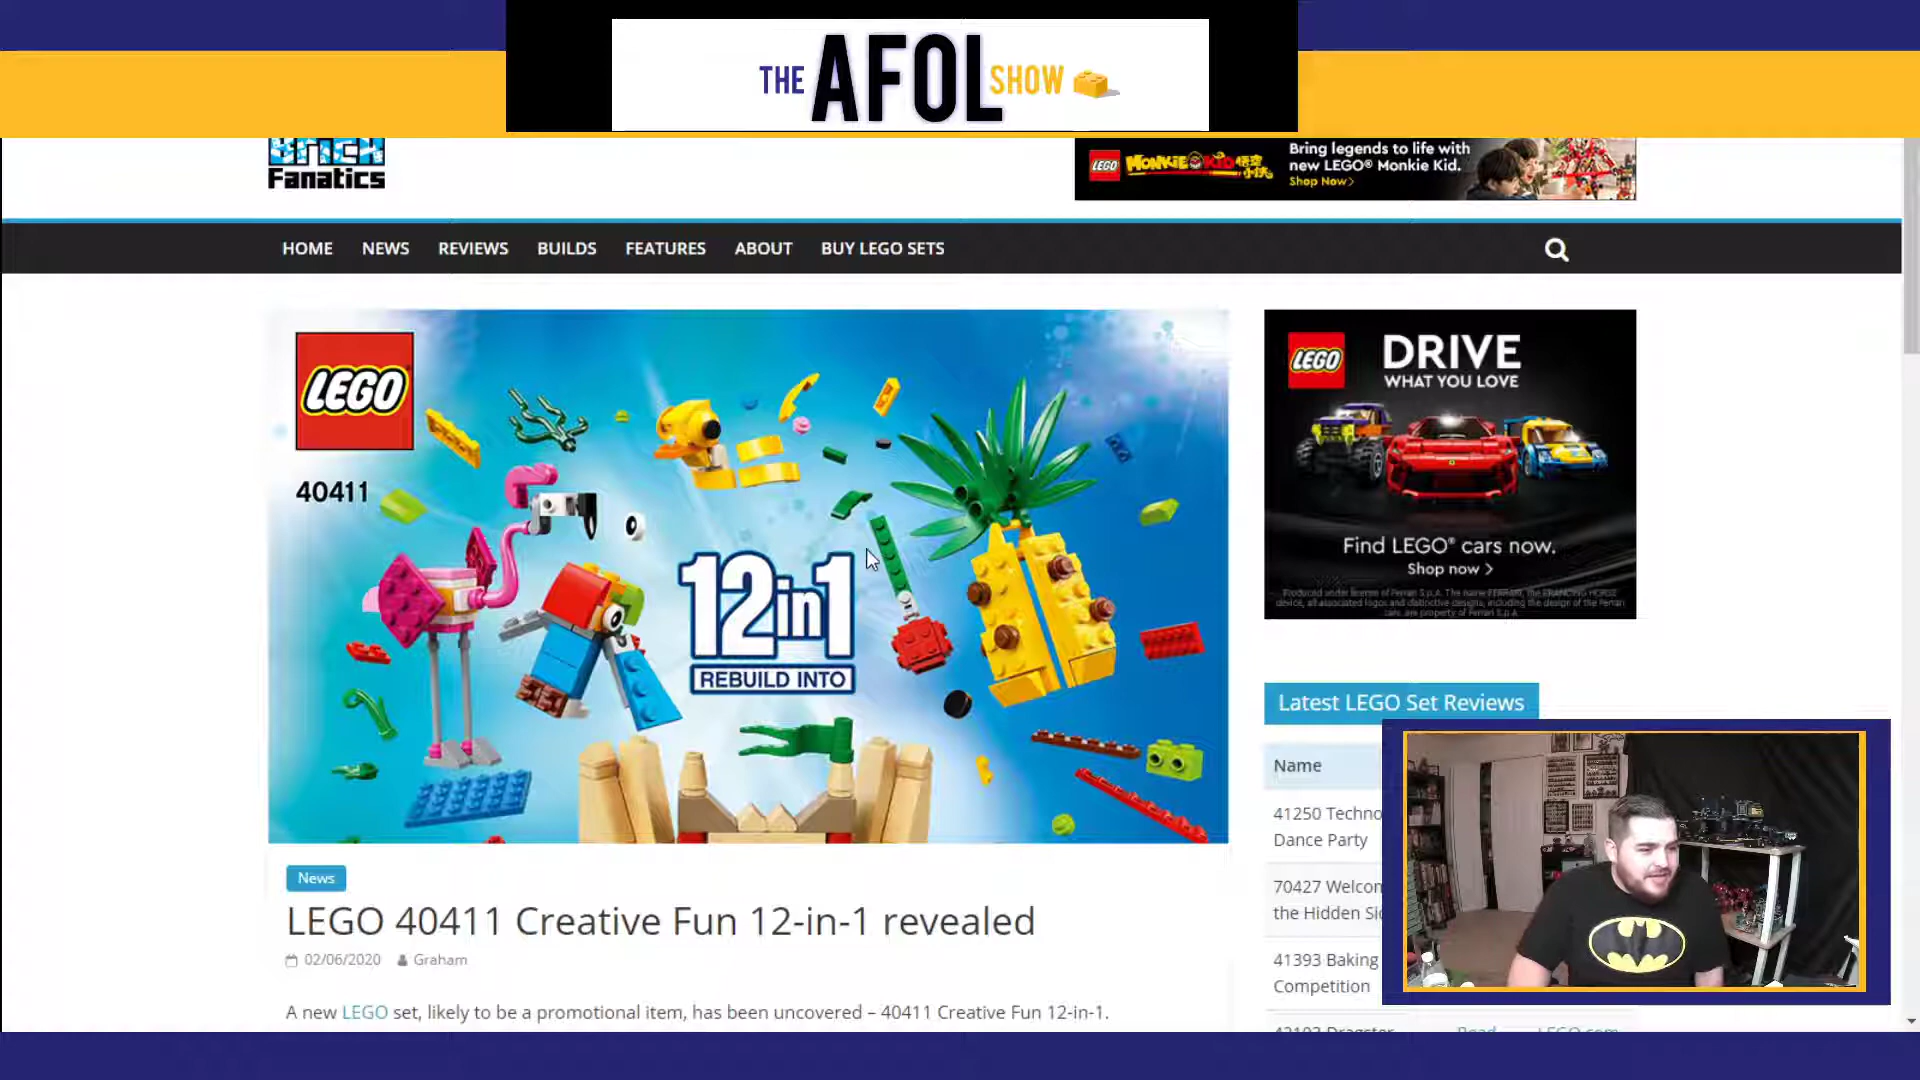 THE AFOL SHOW
BRICK
Fanatics
LEGO MONKIE KID
Bring legends to life with
new LEGO® Monkie Kid.
Shop Now >
HOME NEWS REVIEWS BUILDS FEATURES ABOUT BUY LEGO SETS
LEGO
40411
12in1
REBUILD INTO
LEGO DRIVE
WHAT YOU LOVE
Find LEGO® cars now.
Shop now >
Latest LEGO Set Reviews
Name
41250 Techno
Dance Party
70427 Welcon
the Hidden Si
41393 Baking
Competition
News
LEGO 40411 Creative Fun 12-in-1 revealed
02/06/2020 Graham
A new LEGO set, likely to be a promotional item, has been uncovered – 40411 Creative Fun 12-in-1.